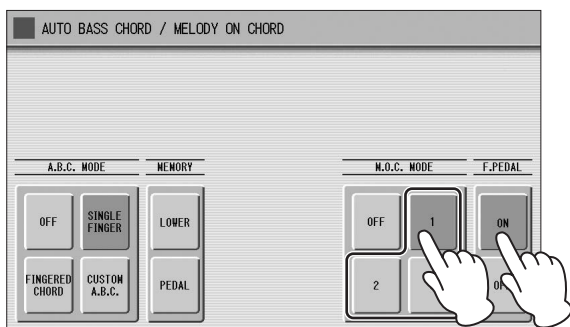 AUTO BASS CHORD / MELODY ON CHORD
A.B.C. MODE
MEMORY
M.O.C. MODE
F.PEDAL
OFF
SINGLE
FINGER
LOWER
OFF
1
ON
FINGERED
CHORD
CUSTOM
A.B.C.
PEDAL
2